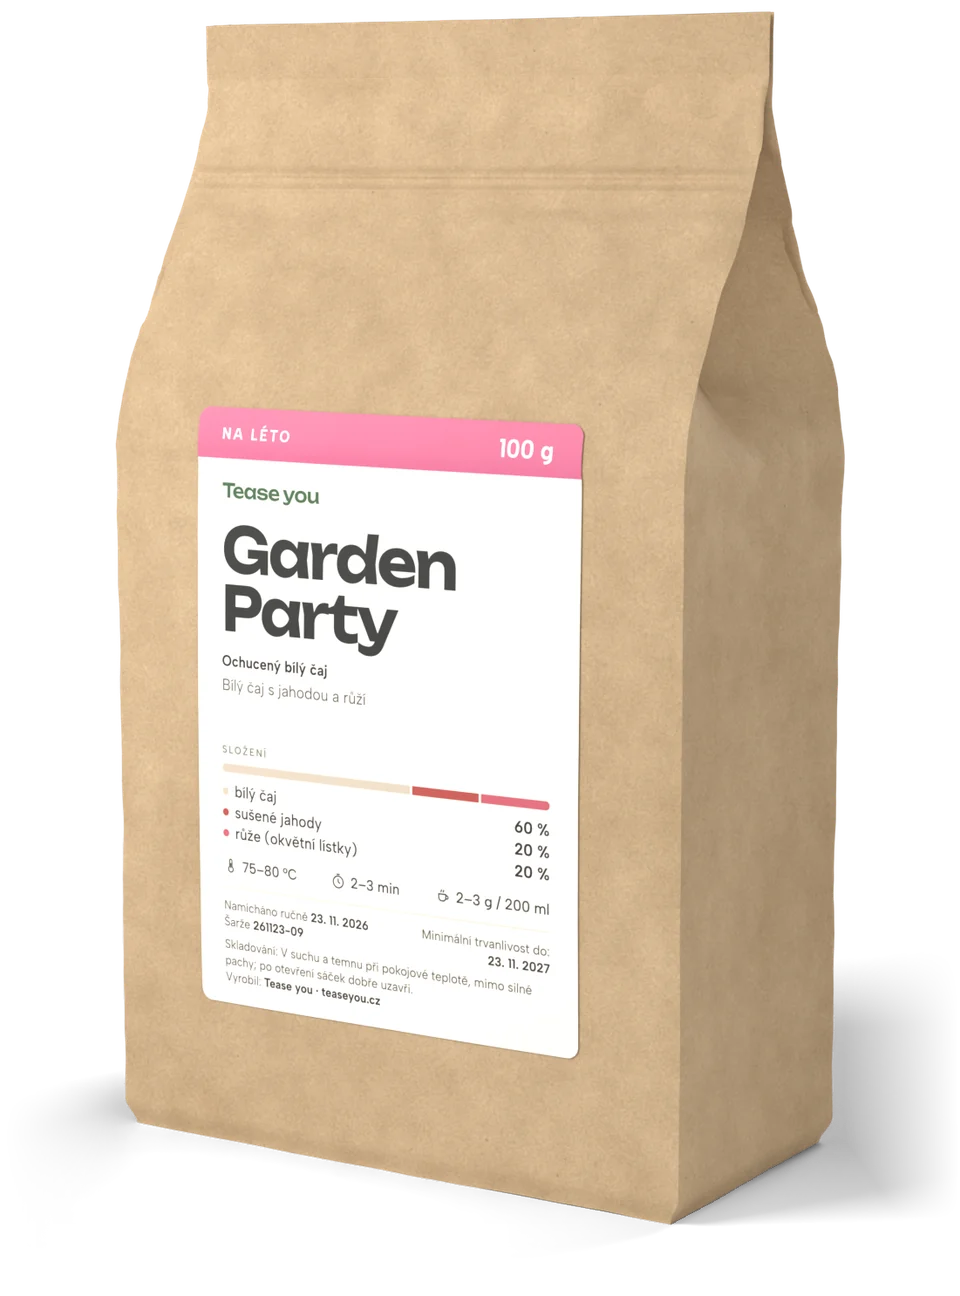 NA LÉTO
100 g
Tease you
Garden
Party
Ochucený bílý čaj
Bílý čaj s jahodou a růží
SLOŽENÍ
bílý čaj 60 %
sušené jahody 20 %
růže (okvětní lístky) 20 %
75–80 °C 2–3 min 2–3 g / 200 ml
Namícháno ručně 23. 11. 2026
Šarže 261123-09
Minimální trvanlivost do:
23. 11. 2027
Skladování: V suchu a temnu při pokojové teplotě, mimo silné
pachy; po otevření sáček dobře uzavři.
Vyrobil: Tease you · teaseyou.cz